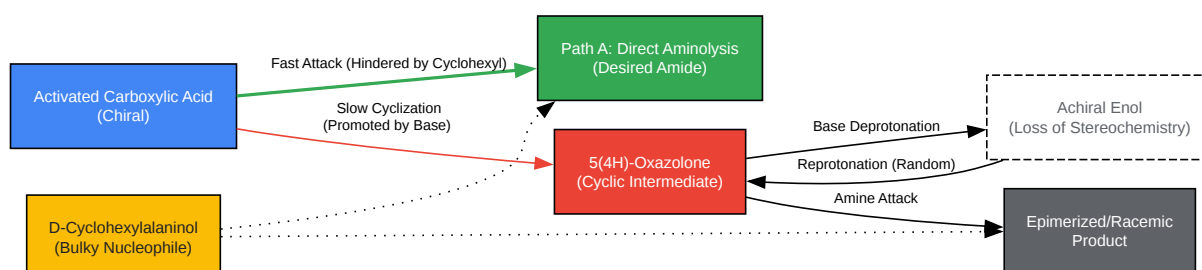 Activated Carboxylic Acid
(Chiral)
D-Cyclohexylalaninol
(Bulky Nucleophile)
Fast Attack (Hindered by Cyclohexyl)
Slow Cyclization
(Promoted by Base)
Path A: Direct Aminolysis
(Desired Amide)
5(4H)-Oxazolone
(Cyclic Intermediate)
Base Deprotonation
Reprotonation (Random)
Amine Attack
Achiral Enol
(Loss of Stereochemistry)
Epimerized/Racemic
Product